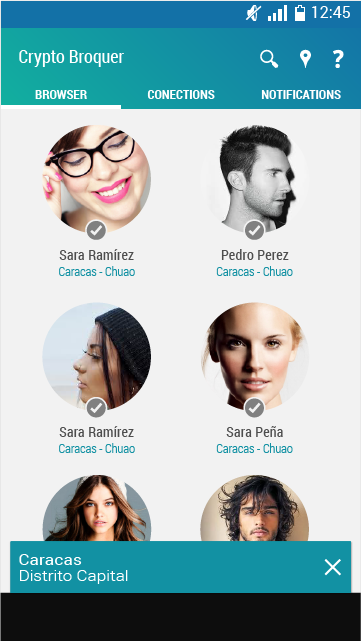 12:45
Crypto Broquer
?
BROWSER CONECTIONS NOTIFICATIONS
Sara Ramírez Pedro Perez
Caracas - Chuao Caracas - Chuao
Sara Ramírez Sara Peña
Caracas - Chuao Caracas - Chuao
Caracas
Distrito Capital